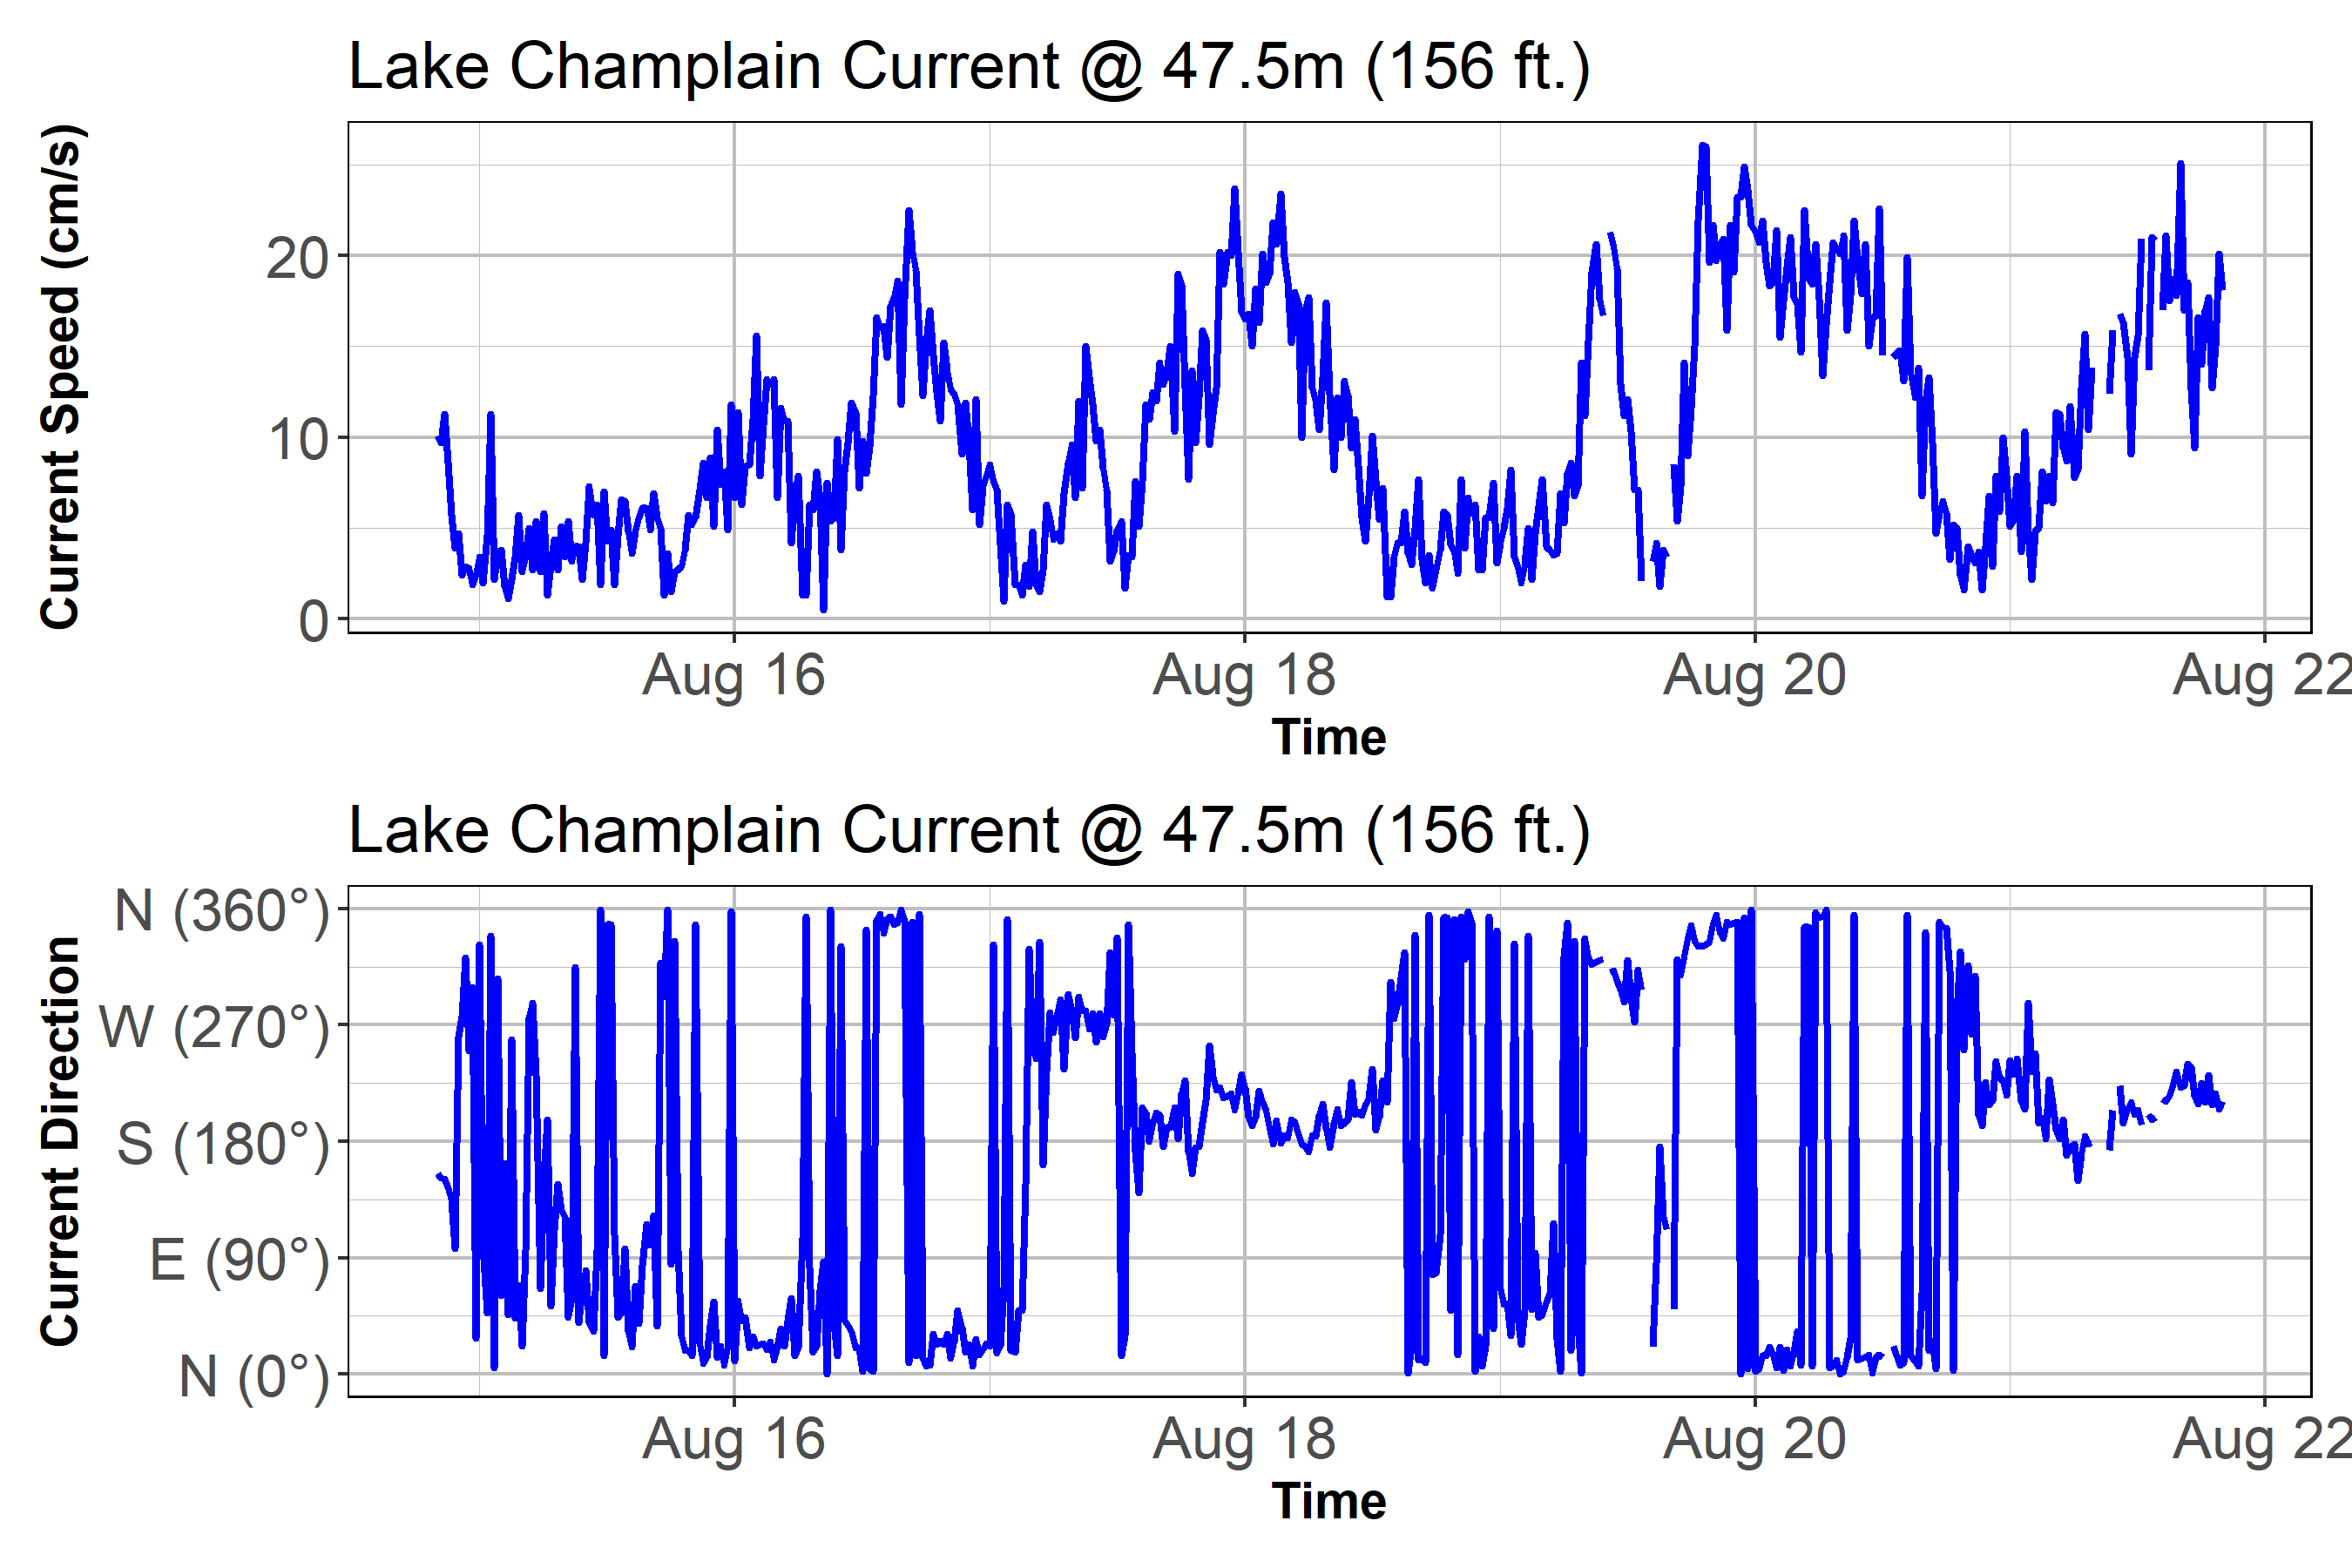 Lake Champlain Current @ 47.5m (156 ft.)
Current Speed (cm/s)
20
10
0
Aug 16 Aug 18 Aug 20 Aug 22
Time
Lake Champlain Current @ 47.5m (156 ft.)
Current Direction
N (360°)
W (270°)
S (180°)
E (90°)
N (0°)
Aug 16 Aug 18 Aug 20 Aug 22
Time